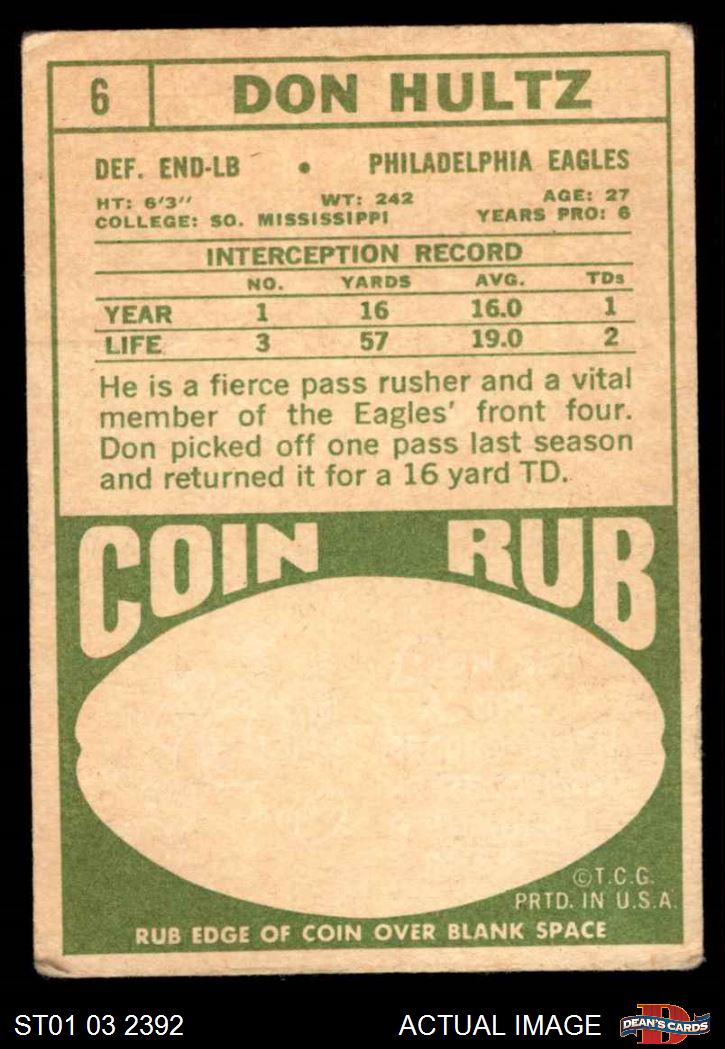 6 DON HULTZ
DEF. END-LB • PHILADELPHIA EAGLES
HT: 6'3" WT: 242 AGE: 27
COLLEGE: SO. MISSISSIPPI YEARS PRO: 6
INTERCEPTION RECORD
NO. YARDS AVG. TDs
YEAR 1 16 16.0 1
LIFE 3 57 19.0 2
He is a fierce pass rusher and a vital
member of the Eagles' front four.
Don picked off one pass last season
and returned it for a 16 yard TD.
COIN RUB
©T.C.G.
PRTD. IN U.S.A.
RUB EDGE OF COIN OVER BLANK SPACE
ST01 03 2392 ACTUAL IMAGE D DEAN'S CARDS